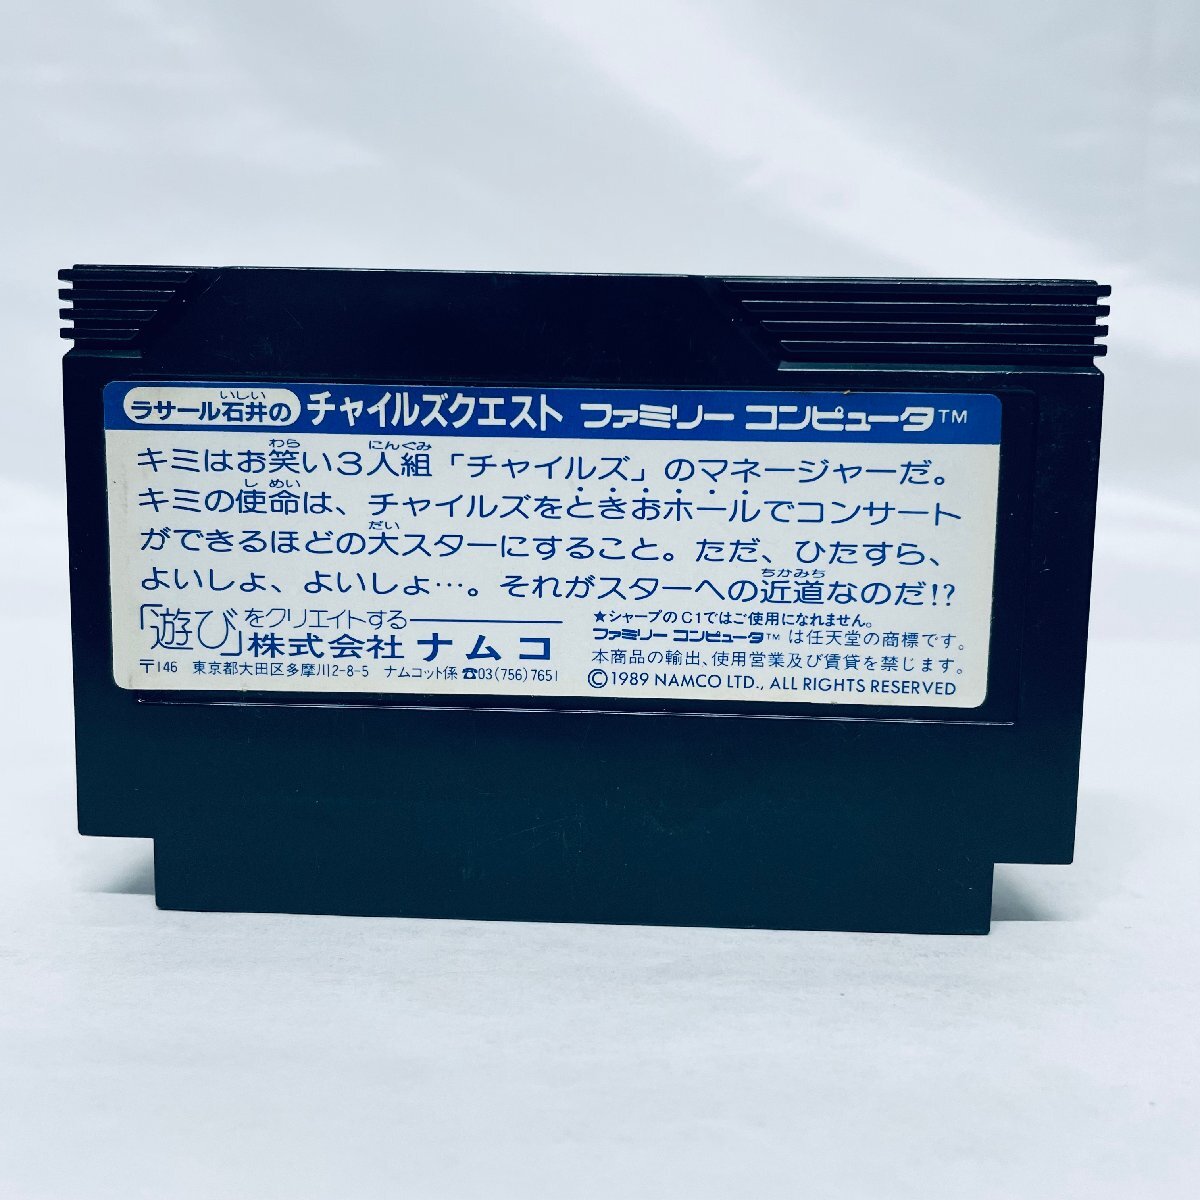 ラサール石井の チャイルズクエスト ファミリー コンピュータ™
キミはお笑い3人組「チャイルズ」のマネージャーだ。
キミの使命は、チャイルズをときおホールでコンサート
ができるほどの大スターにすること。ただ、ひたすら、
よいしょ、よいしょ…。それがスターへの近道なのだ!?
「遊び」をクリエイトする
株式会社 ナムコ
〒146 東京都大田区多摩川2-8-5 ナムコット係 ☎03(756)7651
★シャープのC1ではご使用になれません。
ファミリー コンピュータ™は任天堂の商標です。
本商品の輸出、使用営業及び賃貸を禁じます。
©1989 NAMCO LTD., ALL RIGHTS RESERVED